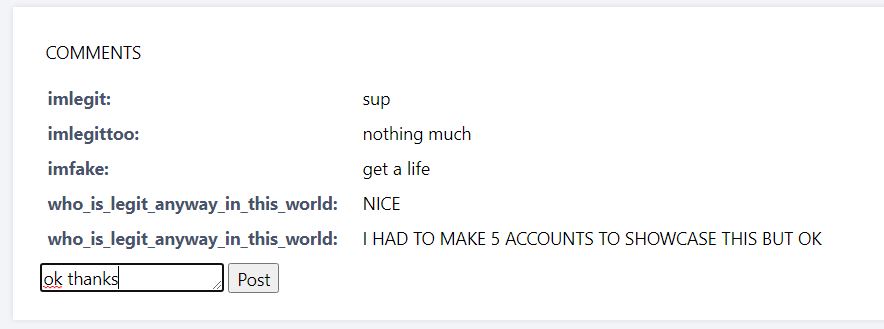 COMMENTS
imlegit: sup
imlegittoo: nothing much
imfake: get a life
who_is_legit_anyway_in_this_world: NICE
who_is_legit_anyway_in_this_world: I HAD TO MAKE 5 ACCOUNTS TO SHOWCASE THIS BUT OK
ok thanks Post